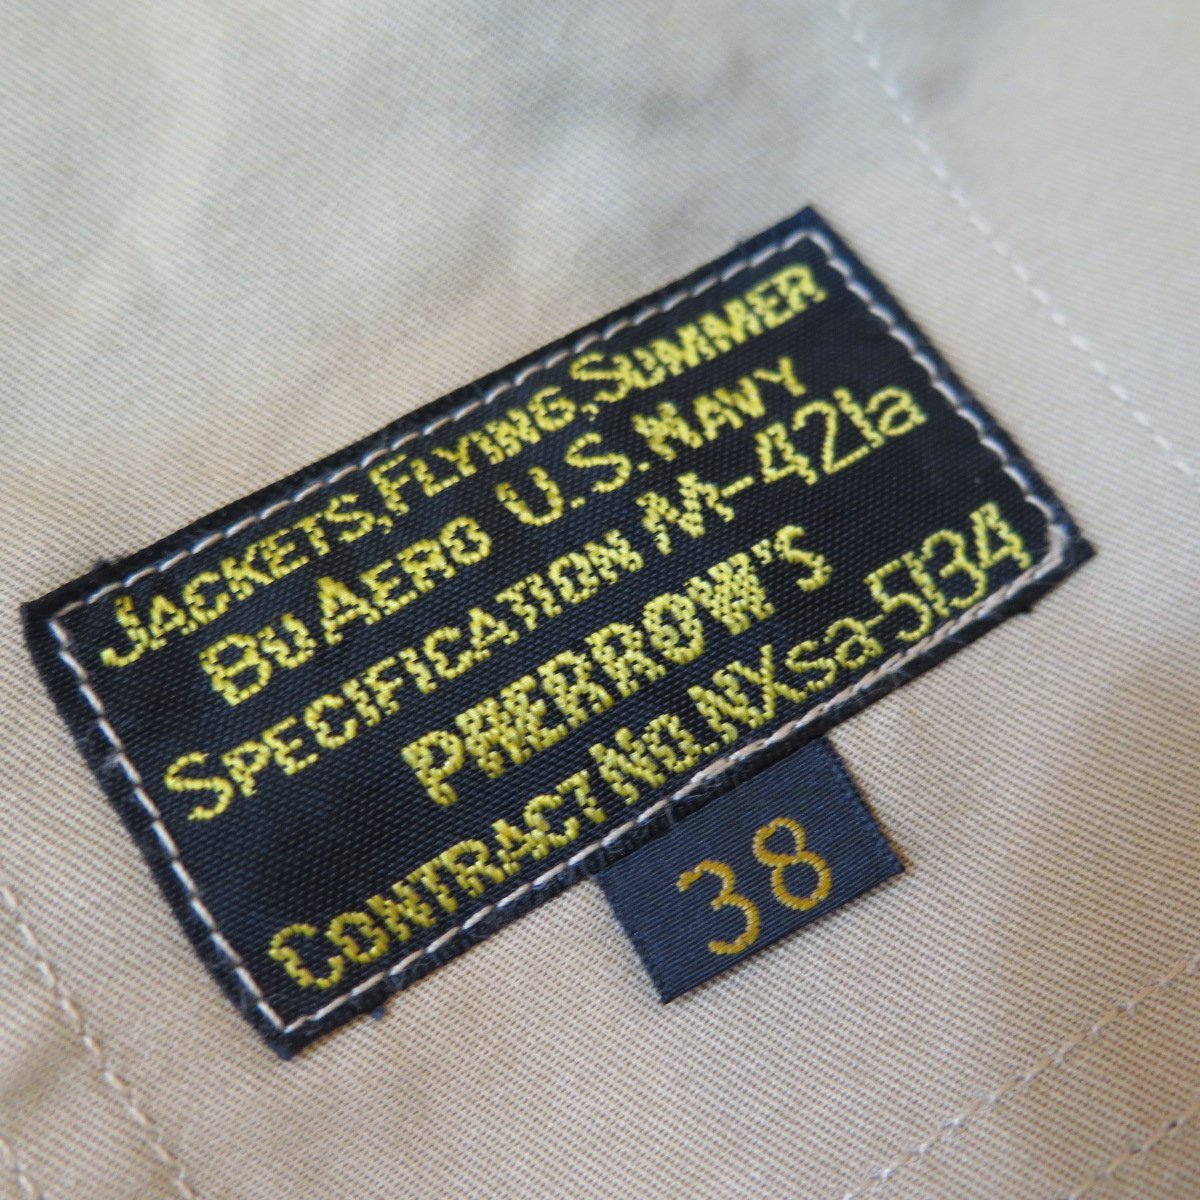 JACKETS,FLYING,SUMMER
BUAERO U.S.NAVY
SPECIFICATION M-421a
PHERROW'S
CONTRACT NO.NXsa-5134
38